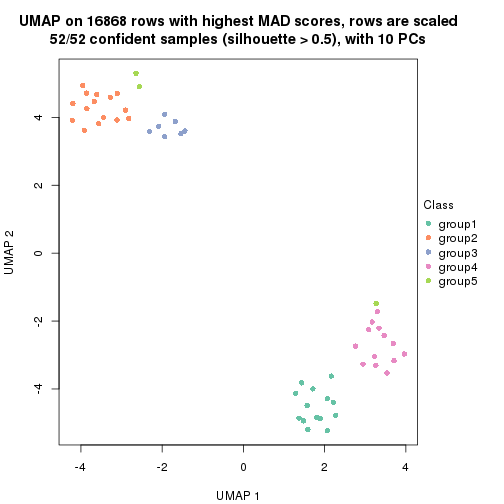 UMAP on 16868 rows with highest MAD scores, rows are scaled
52/52 confident samples (silhouette > 0.5), with 10 PCs
4
2
0
-2
-4
UMAP 2
-4
-2
0
2
4
UMAP 1
Class
group1
group2
group3
group4
group5